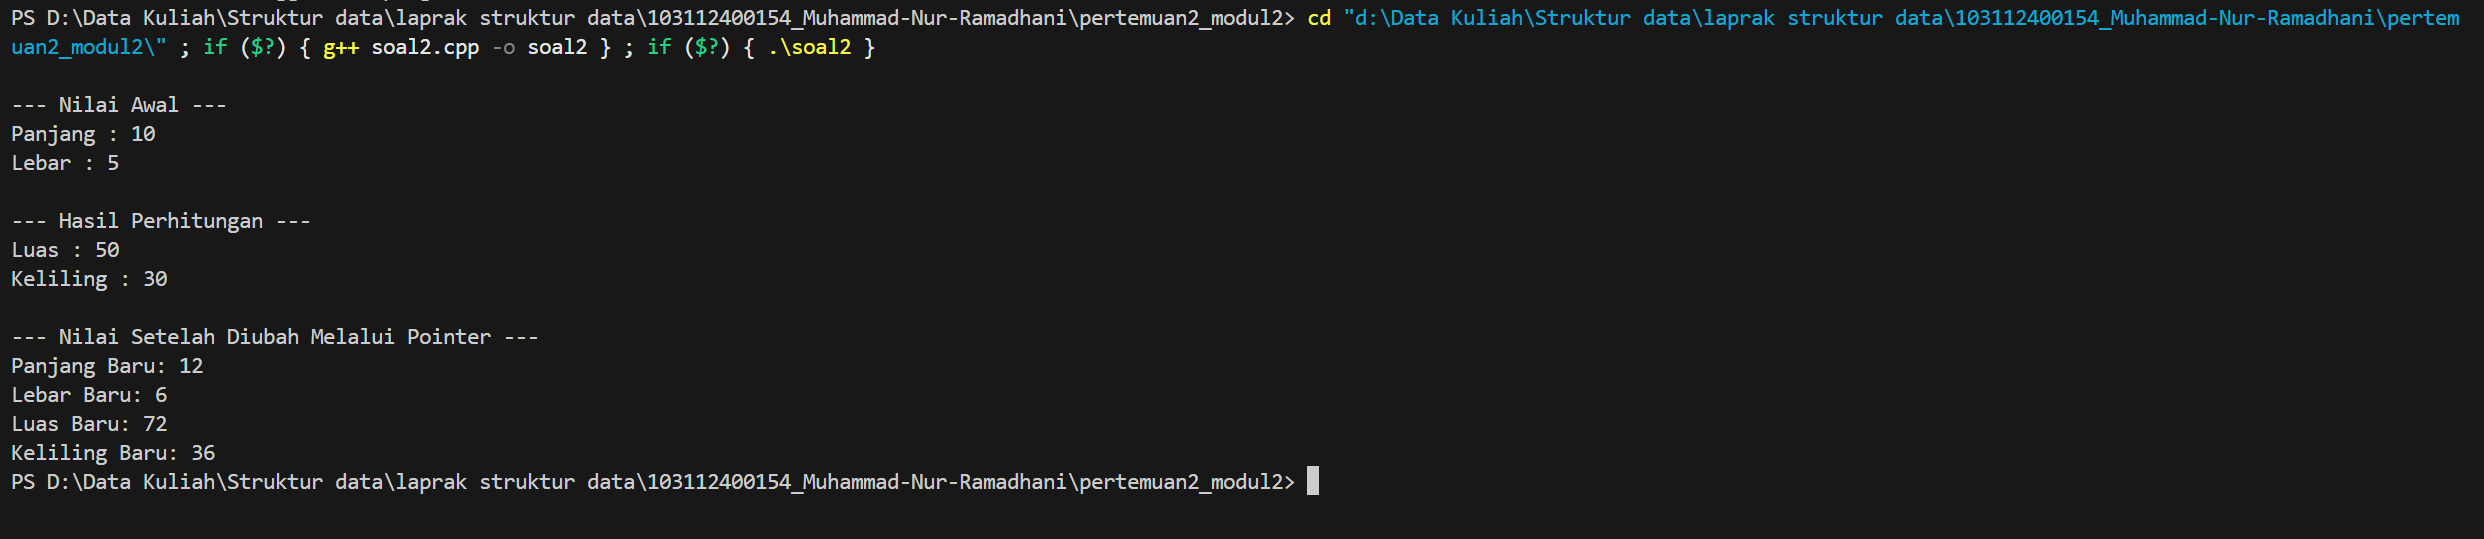 PS D:\Data Kuliah\Struktur data\laprak struktur data\103112400154_Muhammad-Nur-Ramadhani\pertemuan2_modul2> cd "d:\Data Kuliah\Struktur data\laprak struktur data\103112400154_Muhammad-Nur-Ramadhani\pertem
uan2_modul2\" ; if ($?) { g++ soal2.cpp -o soal2 } ; if ($?) { .\soal2 }
--- Nilai Awal ---
Panjang : 10
Lebar : 5
--- Hasil Perhitungan ---
Luas : 50
Keliling : 30
--- Nilai Setelah Diubah Melalui Pointer ---
Panjang Baru: 12
Lebar Baru: 6
Luas Baru: 72
Keliling Baru: 36
PS D:\Data Kuliah\Struktur data\laprak struktur data\103112400154_Muhammad-Nur-Ramadhani\pertemuan2_modul2>